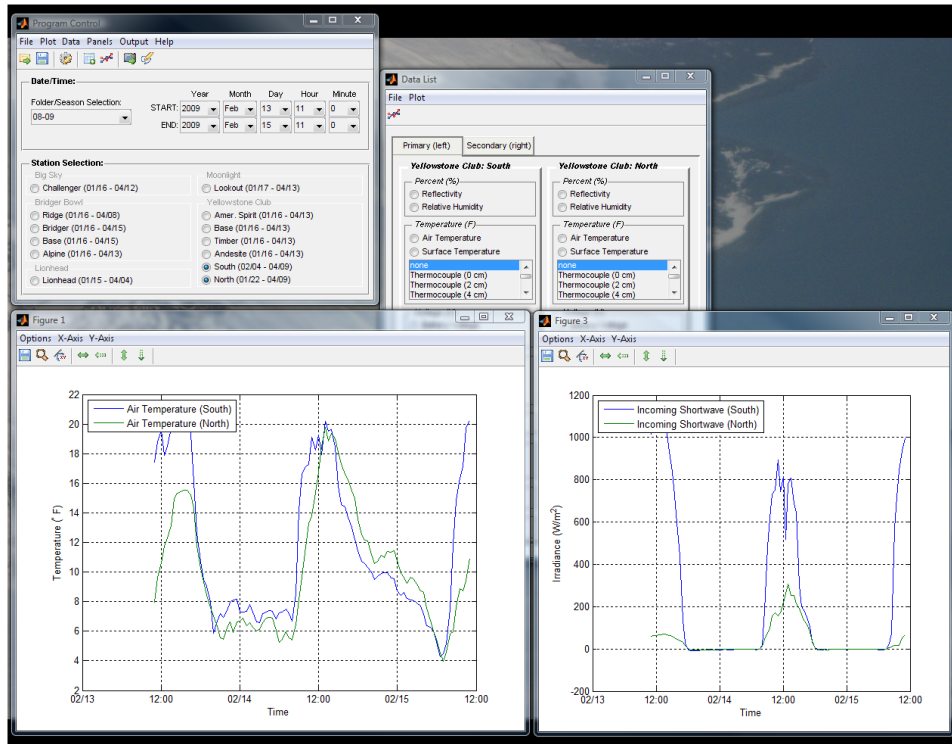 Program Control
File Plot Data Panels Output Help
Date/Time:
Folder/Season Selection:
08-09
Year Month Day Hour Minute
START: 2009 Feb 13 11 0
END: 2009 Feb 15 11 0
Station Selection:
Big Sky
Challenger (01/16 - 04/12)
Bridger Bowl
Ridge (01/16 - 04/08)
Bridger (01/16 - 04/15)
Base (01/16 - 04/15)
Alpine (01/16 - 04/13)
Lionhead
Lionhead (01/15 - 04/04)
Moonlight
Lookout (01/17 - 04/13)
Yellowstone Club
Amer. Spirit (01/16 - 04/13)
Base (01/16 - 04/13)
Timber (01/16 - 04/13)
Andesite (01/16 - 04/13)
South (02/04 - 04/09)
North (01/22 - 04/09)
Data List
File Plot
Primary (left) Secondary (right)
Yellowstone Club: South
Percent (%)
Reflectivity
Relative Humidity
Temperature (F)
Air Temperature
Surface Temperature
none
Thermocouple (0 cm)
Thermocouple (2 cm)
Thermocouple (4 cm)
Yellowstone Club: North
Percent (%)
Reflectivity
Relative Humidity
Temperature (F)
Air Temperature
Surface Temperature
none
Thermocouple (0 cm)
Thermocouple (2 cm)
Thermocouple (4 cm)
Figure 1
Options X-Axis Y-Axis
Air Temperature (South)
Air Temperature (North)
Temperature (°F)
22
20
18
16
14
12
10
8
6
4
2
02/13 12:00 02/14 12:00 02/15 12:00
Time
Figure 3
Options X-Axis Y-Axis
Incoming Shortwave (South)
Incoming Shortwave (North)
Irradiance (W/m²)
1200
1000
800
600
400
200
0
-200
02/13 12:00 02/14 12:00 02/15 12:00
Time